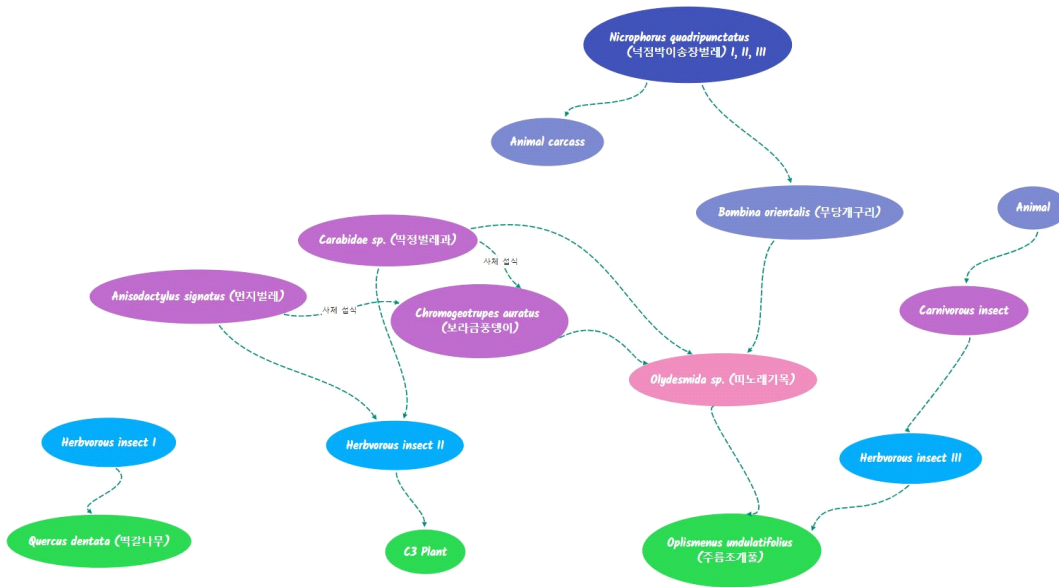 Nicrophorus quadripunctatus
(넉점박이송장벌레) I, II, III
Animal carcass
Bombina orientalis (무당개구리)
Animal
Carabidae sp. (딱정벌레과)
사체 섭식
Anisodactylus signatus (먼지벌레)
사체 섭식
Chromogeotrupes auratus
(보라금풍뎅이)
Carnivorous insect
Olydesmida sp. (띠노래기목)
Herbvorous insect I
Herbvorous insect II
Herbvorous insect III
Quercus dentata (떡갈나무)
C3 Plant
Oplismenus undulatifolius
(주름조개풀)